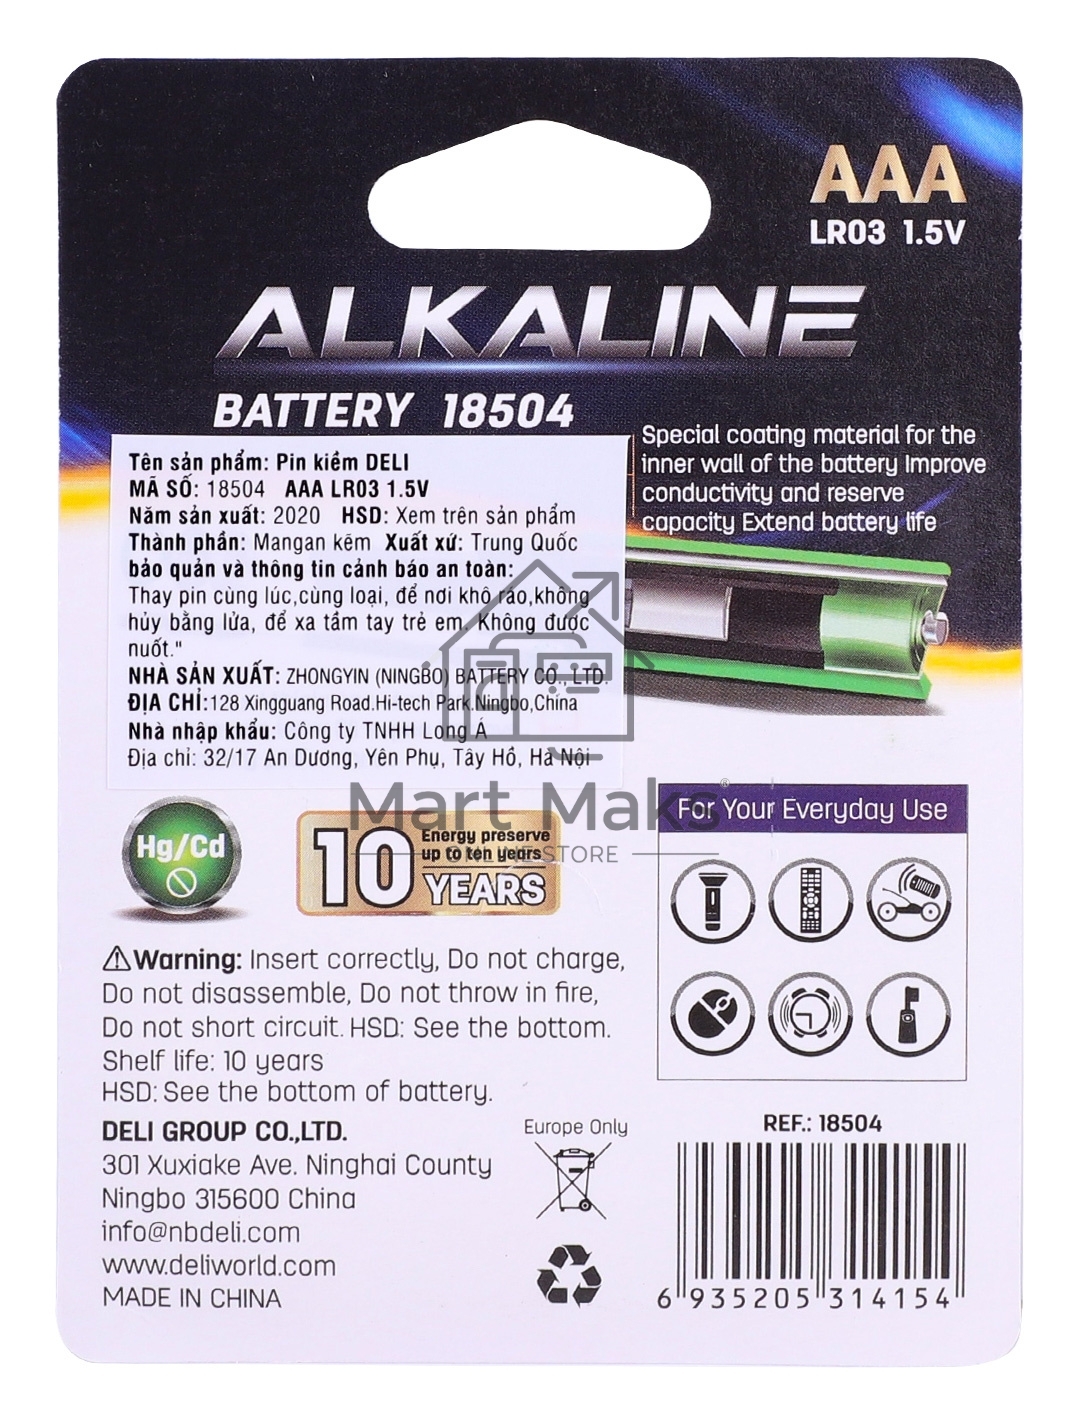 AAA
LR03 1.5V
ALKALINE
BATTERY 18504
Special coating material for the
inner wall of the battery Improve
conductivity and reserve
capacity Extend battery life
Tên sản phẩm: Pin kiềm DELI
MÃ SỐ: 18504 AAA LR03 1.5V
Năm sản xuất: 2020 HSD: Xem trên sản phẩm
Thành phần: Mangan kẽm Xuất xứ: Trung Quốc
bảo quản và thông tin cảnh báo an toàn:
Thay pin cùng lúc,cùng loại, để nơi khô ráo,không
hủy bằng lửa, để xa tầm tay trẻ em. Không được
nuốt."
NHÀ SẢN XUẤT: ZHONGYIN (NINGBO) BATTERY CO., LTD.
ĐỊA CHỈ:128 Xingguang Road.Hi-tech Park.Ningbo,China
Nhà nhập khẩu: Công ty TNHH Long Á
Địa chỉ: 32/17 An Dương, Yên Phụ, Tây Hồ, Hà Nội
Mart Maks®
ONLINE STORE
Hg/Cd
10
Energy preserve
up to ten years
YEARS
For Your Everyday Use
⚠Warning: Insert correctly, Do not charge,
Do not disassemble, Do not throw in fire,
Do not short circuit. HSD: See the bottom.
Shelf life: 10 years
HSD: See the bottom of battery.
DELI GROUP CO.,LTD.
301 Xuxiake Ave. Ninghai County
Ningbo 315600 China
info@nbdeli.com
www.deliworld.com
MADE IN CHINA
Europe Only
REF.: 18504
6 935205 314154